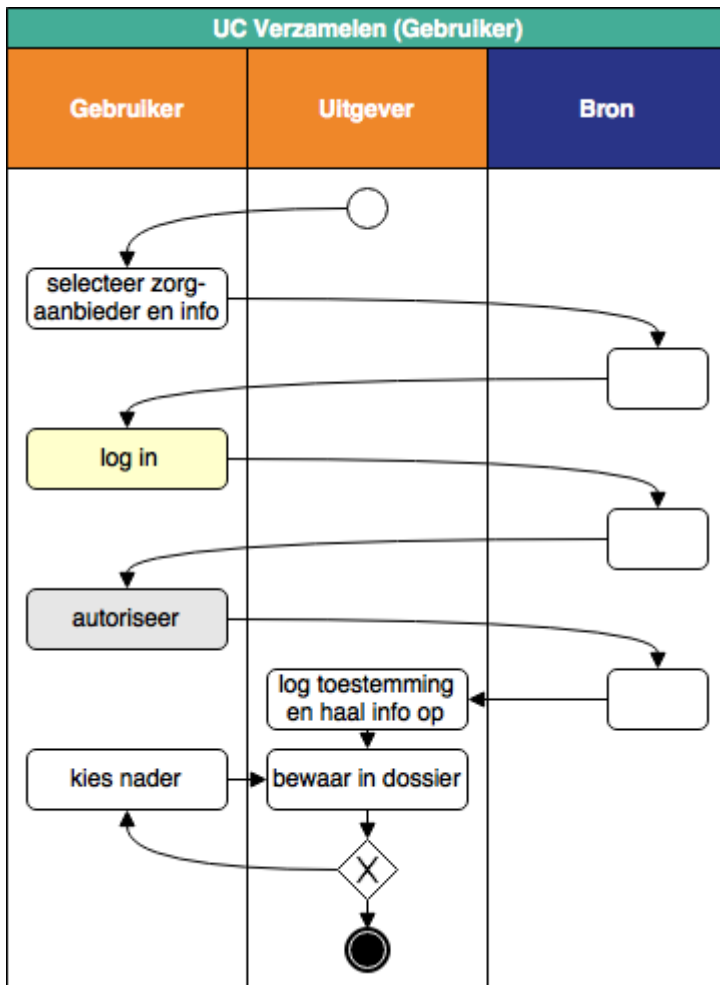 UC Verzamelen (Gebruiker)
Gebruiker
Uitgever
Bron
selecteer zorg-
aanbieder en info
log in
autoriseer
log toestemming
en haal info op
kies nader
bewaar in dossier
X